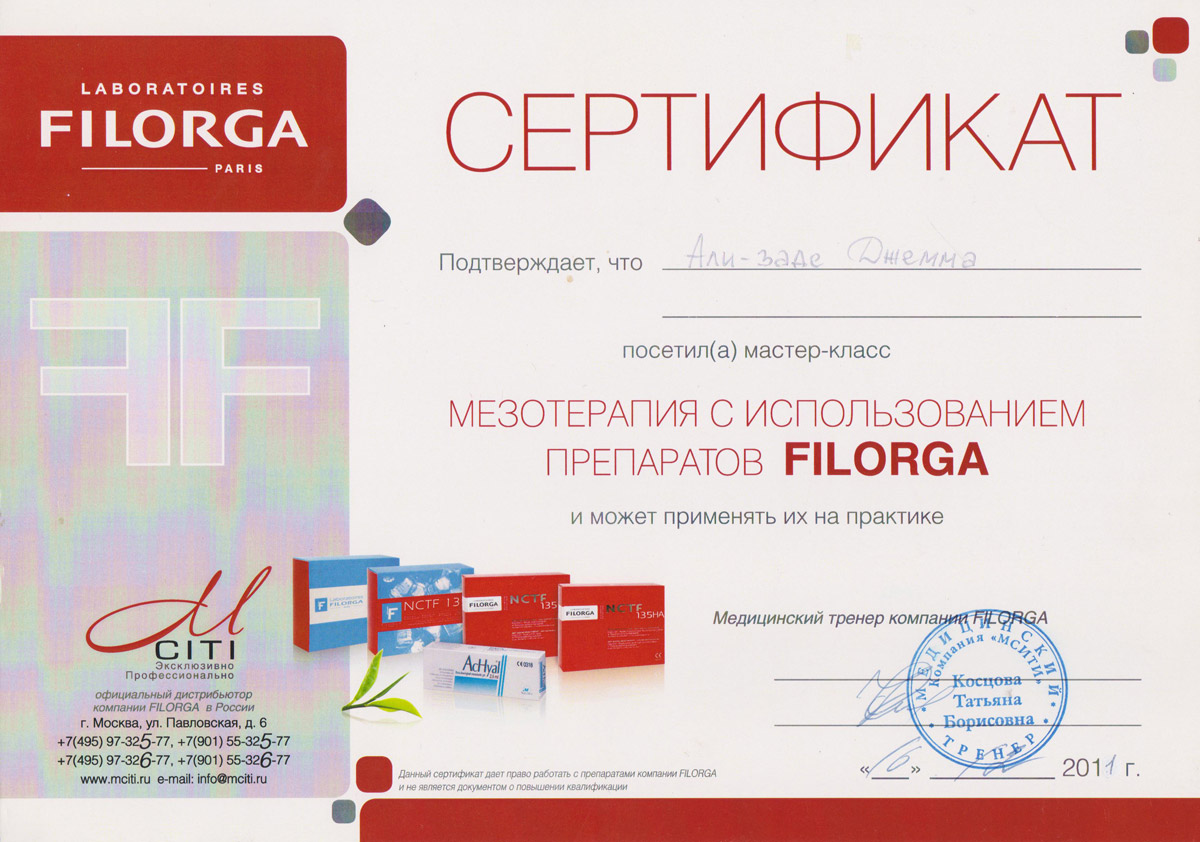 LABORATOIRES
FILORGA
PARIS
СЕРТИФИКАТ
Подтверждает, что Али-заде Джемма
посетил(а) мастер-класс
МЕЗОТЕРАПИЯ С ИСПОЛЬЗОВАНИЕМ
ПРЕПАРАТОВ FILORGA
и может применять их на практике
FF
M
CITI
Эксклюзивно
Профессионально
официальный дистрибьютор
компании FILORGA в России
г. Москва, ул. Павловская, д. 6
+7(495) 97-325-77, +7(901) 55-325-77
+7(495) 97-326-77, +7(901) 55-326-77
www.mciti.ru e-mail: info@mciti.ru
F LABORATOIRES FILORGA
F NCTF 13
FILORGA NCTF 135
FILORGA NCTF 135HA
AcHyal
Медицинский тренер компании FILORGA
МЕДИЦИНСКИЙ
Компания «МСИТИ»
Косцова
Татьяна
Борисовна
ТРЕНЕР
«16» 2011 г.
Данный сертификат дает право работать с препаратами компании FILORGA
и не является документом о повышении квалификации